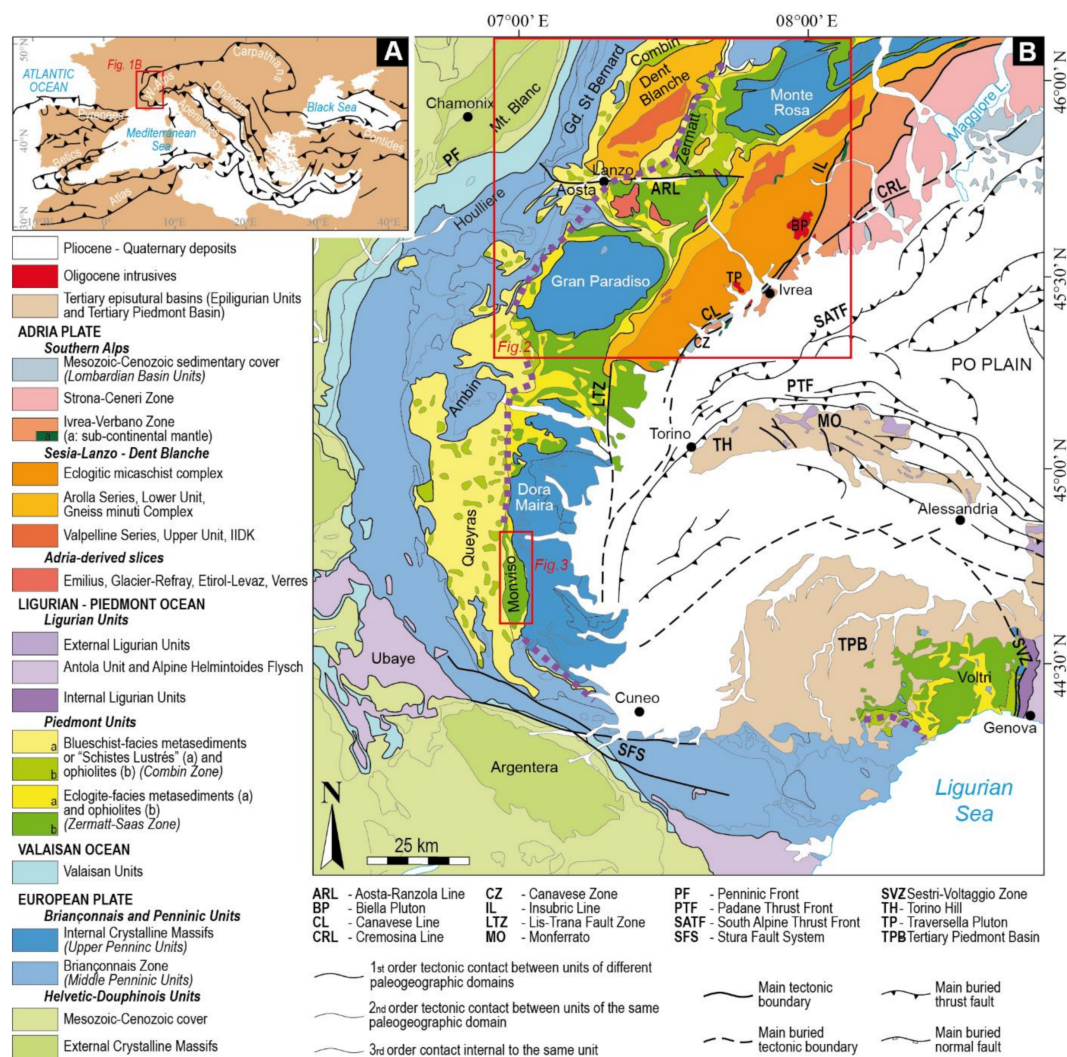 07°00' E
08°00' E
A
Fig. 1B
50°N
40°N
30°N
ATLANTIC
OCEAN
W. Alps
Carpathians
Dinarides
Apennines
Pyrenees
Mediterranean
Sea
Black Sea
Pontides
Betics
Atlas
10°W
0°
10°E
20°E
30°E
40°E
B
46°00' N
45°30' N
45°00' N
44°30' N
Chamonix
Mt. Blanc
PF
Gd. St Bernard
Combin
Dent
Blanche
Zermatt
Monte
Rosa
Maggiore L.
Houlliere
Aosta
Lanzo
ARL
IL
CRL
BP
Gran Paradiso
TP
Ivrea
CL
CZ
SATF
Fig.2
LTZ
PO PLAIN
Ambin
PTF
Torino
TH
MO
Dora
Maira
Alessandria
Queyras
Monviso
Fig.3
Ubaye
TPB
SVZ
Voltri
Cuneo
Genova
SFS
Argentera
Ligurian
Sea
N
25 km
Pliocene - Quaternary deposits
Oligocene intrusives
Tertiary episutural basins (Epiligurian Units
and Tertiary Piedmont Basin)
ADRIA PLATE
Southern Alps
Mesozoic-Cenozoic sedimentary cover
(Lombardian Basin Units)
Strona-Ceneri Zone
Ivrea-Verbano Zone
a
(a: sub-continental mantle)
Sesia-Lanzo - Dent Blanche
Eclogitic micaschist complex
Arolla Series, Lower Unit,
Gneiss minuti Complex
Valpelline Series, Upper Unit, IIDK
Adria-derived slices
Emilius, Glacier-Refray, Etirol-Levaz, Verres
LIGURIAN - PIEDMONT OCEAN
Ligurian Units
External Ligurian Units
Antola Unit and Alpine Helmintoides Flysch
Internal Ligurian Units
Piedmont Units
a
Blueschist-facies metasediments
or “Schistes Lustrés” (a) and
b
ophiolites (b) (Combin Zone)
a
Eclogite-facies metasediments (a)
and ophiolites (b)
b
(Zermatt-Saas Zone)
VALAISAN OCEAN
Valaisan Units
EUROPEAN PLATE
Briançonnais and Penninic Units
Internal Crystalline Massifs
(Upper Penninc Units)
Briançonnais Zone
(Middle Penninic Units)
Helvetic-Douphinois Units
Mesozoic-Cenozoic cover
External Crystalline Massifs
ARL - Aosta-Ranzola Line
BP - Biella Pluton
CL - Canavese Line
CRL - Cremosina Line
CZ - Canavese Zone
IL - Insubric Line
LTZ - Lis-Trana Fault Zone
MO - Monferrato
PF - Penninic Front
PTF - Padane Thrust Front
SATF - South Alpine Thrust Front
SFS - Stura Fault System
SVZ Sestri-Voltaggio Zone
TH - Torino Hill
TP - Traversella Pluton
TPB Tertiary Piedmont Basin
1st order tectonic contact between units of different
paleogeographic domains
2nd order tectonic contact between units of the same
paleogeographic domain
3rd order contact internal to the same unit
Main tectonic
boundary
Main buried
tectonic boundary
Main buried
thrust fault
Main buried
normal fault